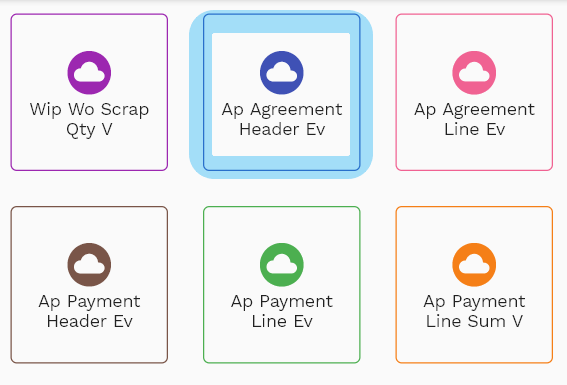 Wip Wo Scrap
Qty V
Ap Agreement
Header Ev
Ap Agreement
Line Ev
Ap Payment
Header Ev
Ap Payment
Line Ev
Ap Payment
Line Sum V